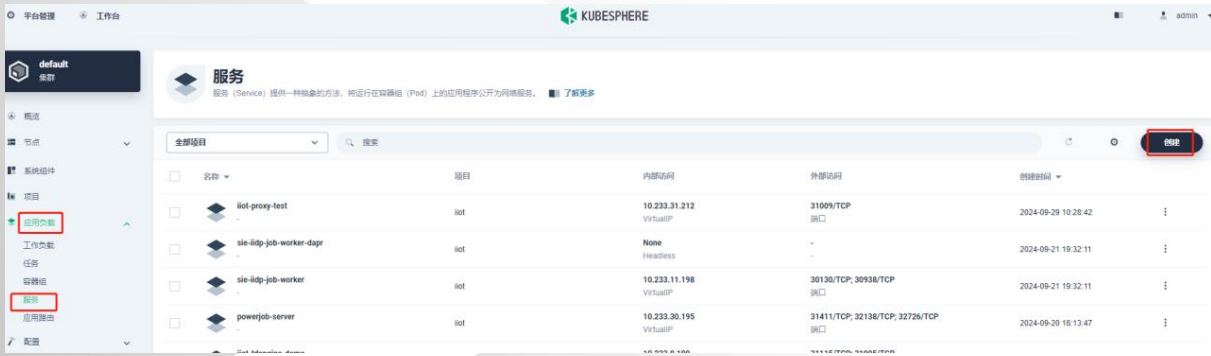 平台管理 工作台 KUBESPHERE admin
default
集群
服务
服务（Service）提供一种抽象的方法，将运行在容器组（Pod）上的应用程序公开为网络服务。 了解更多
概览
节点
系统组件
项目
应用负载
工作负载
任务
容器组
服务
应用路由
配置
全部项目 搜索 创建
名称 项目 内部访问 外部访问 创建时间
iiot-proxy-test iiot 10.233.31.212 31009/TCP 2024-09-29 10:28:42
- VirtualIP 端口
sie-iidp-job-worker-dapr iiot None - 2024-09-21 19:32:11
- Headless -
sie-iidp-job-worker iiot 10.233.11.198 30130/TCP; 30938/TCP 2024-09-21 19:32:11
- VirtualIP 端口
powerjob-server iiot 10.233.30.195 31411/TCP; 32138/TCP; 32726/TCP 2024-09-20 16:13:47
- VirtualIP 端口